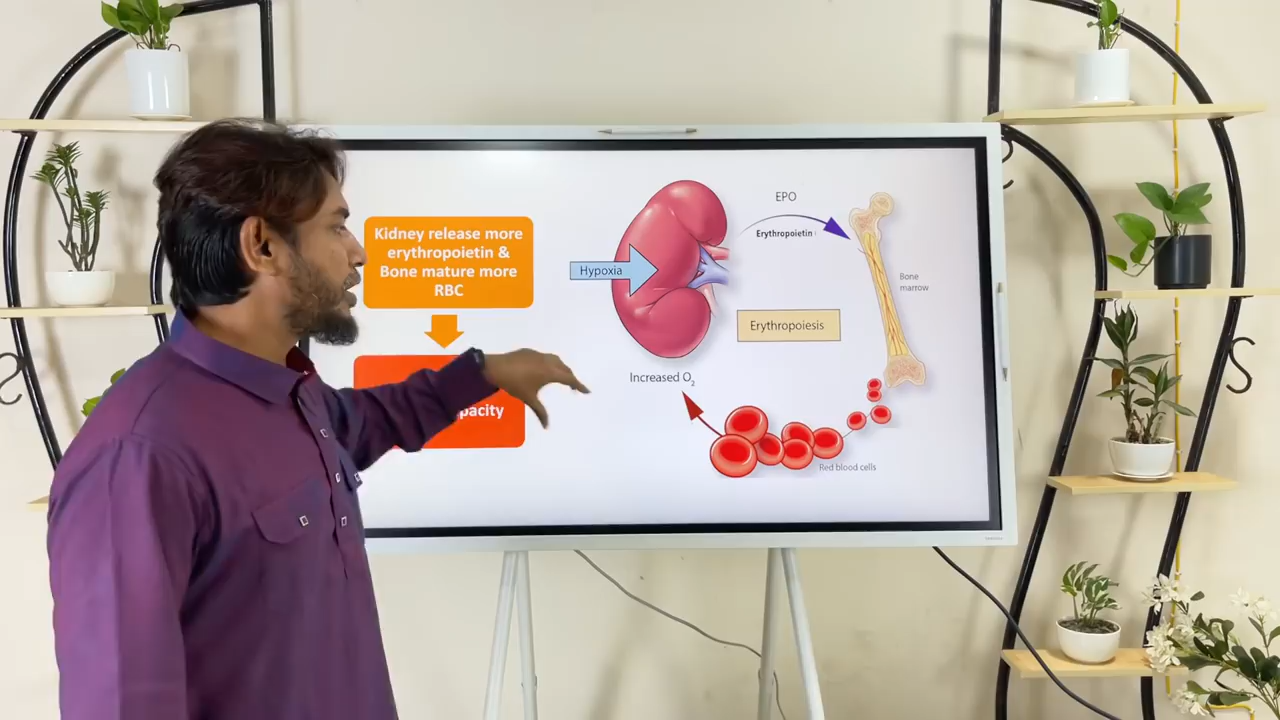 Kidney release more
erythropoietin &
Bone mature more
RBC
Hypoxia
EPO
Erythropoietin
Bone
marrow
Erythropoiesis
Increased O₂
Red blood cells